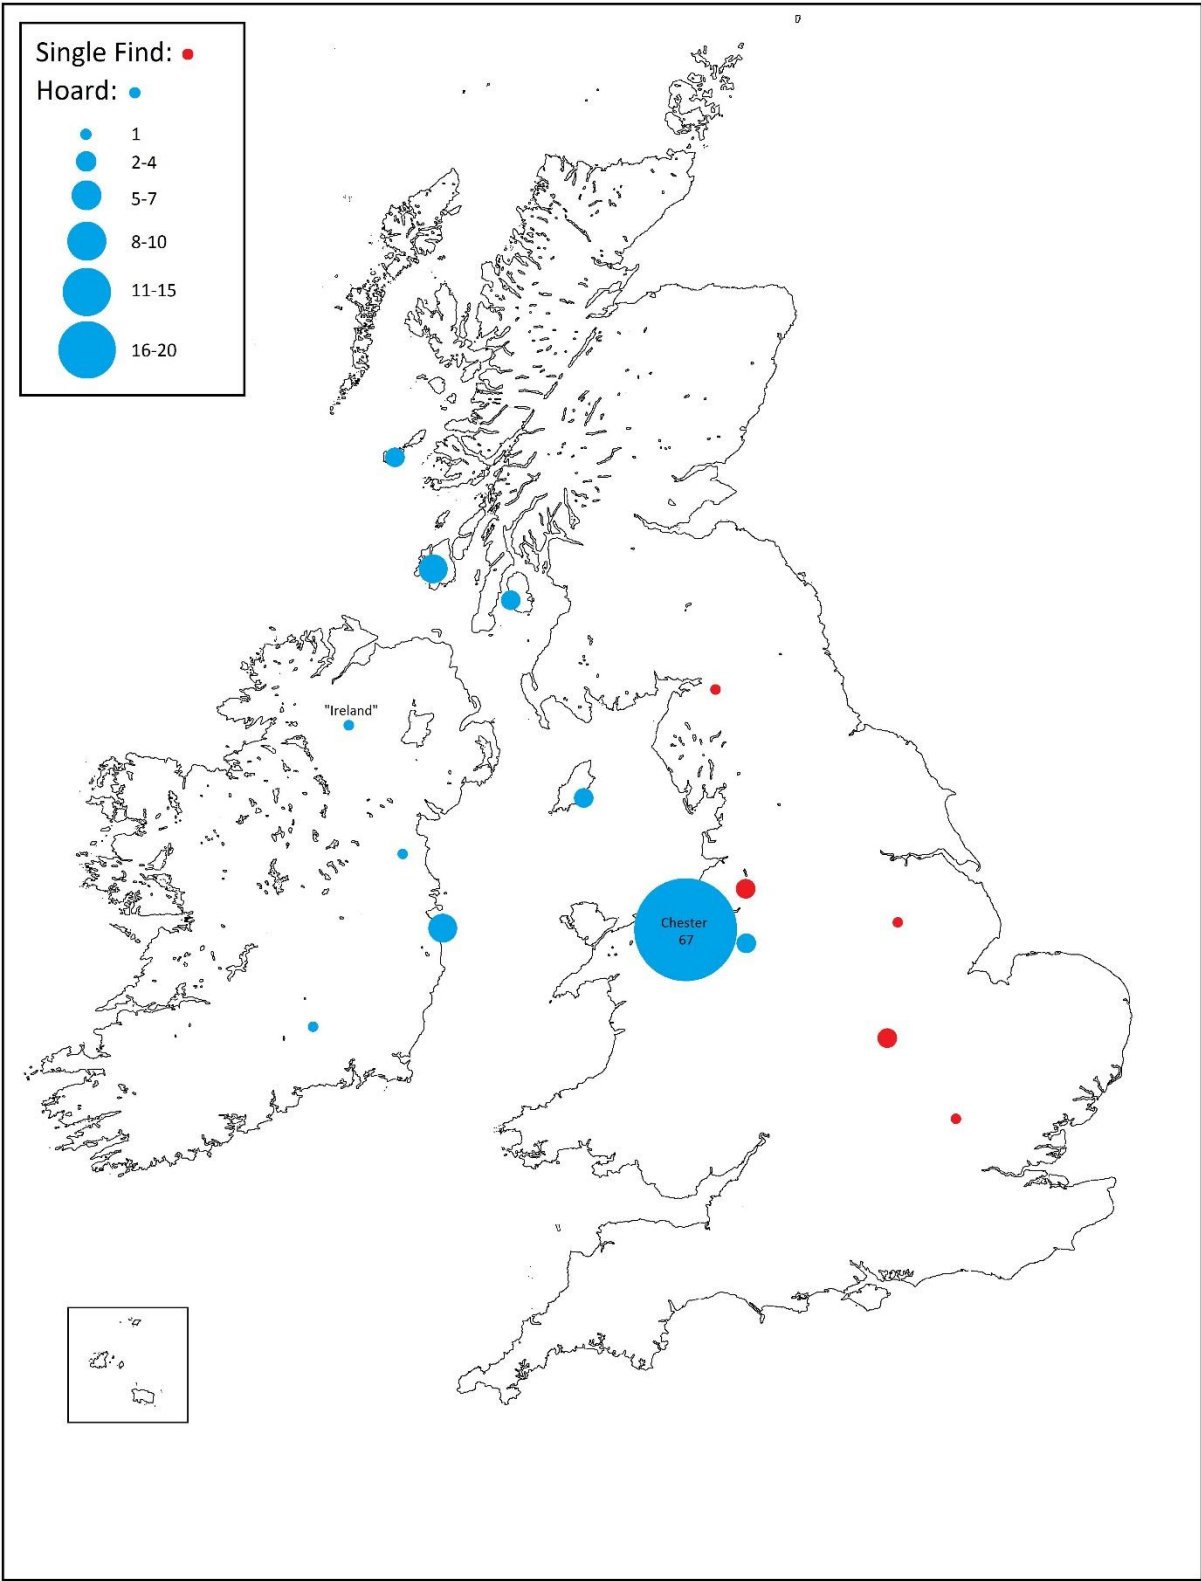 Single Find:
Hoard:
1
2-4
5-7
8-10
11-15
16-20
"Ireland"
Chester
67